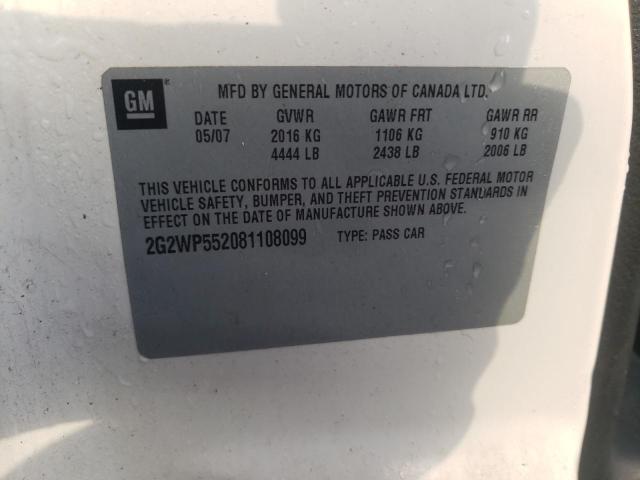 GM
MFD BY GENERAL MOTORS OF CANADA LTD.
DATE GVWR GAWR FRT GAWR RR
05/07 2016 KG 1106 KG 910 KG
4444 LB 2438 LB 2006 LB
THIS VEHICLE CONFORMS TO ALL APPLICABLE U.S. FEDERAL MOTOR
VEHICLE SAFETY, BUMPER, AND THEFT PREVENTION STANDARDS IN
EFFECT ON THE DATE OF MANUFACTURE SHOWN ABOVE.
2G2WP552081108099 TYPE: PASS CAR